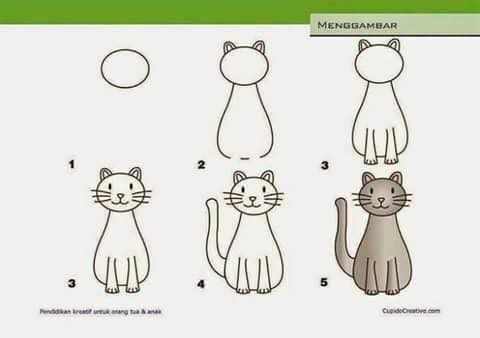 MENGGAMBAR
1
2
3
3
4
5
Pendidikan kreatif untuk orang tua & anak
CupidoCreative.com